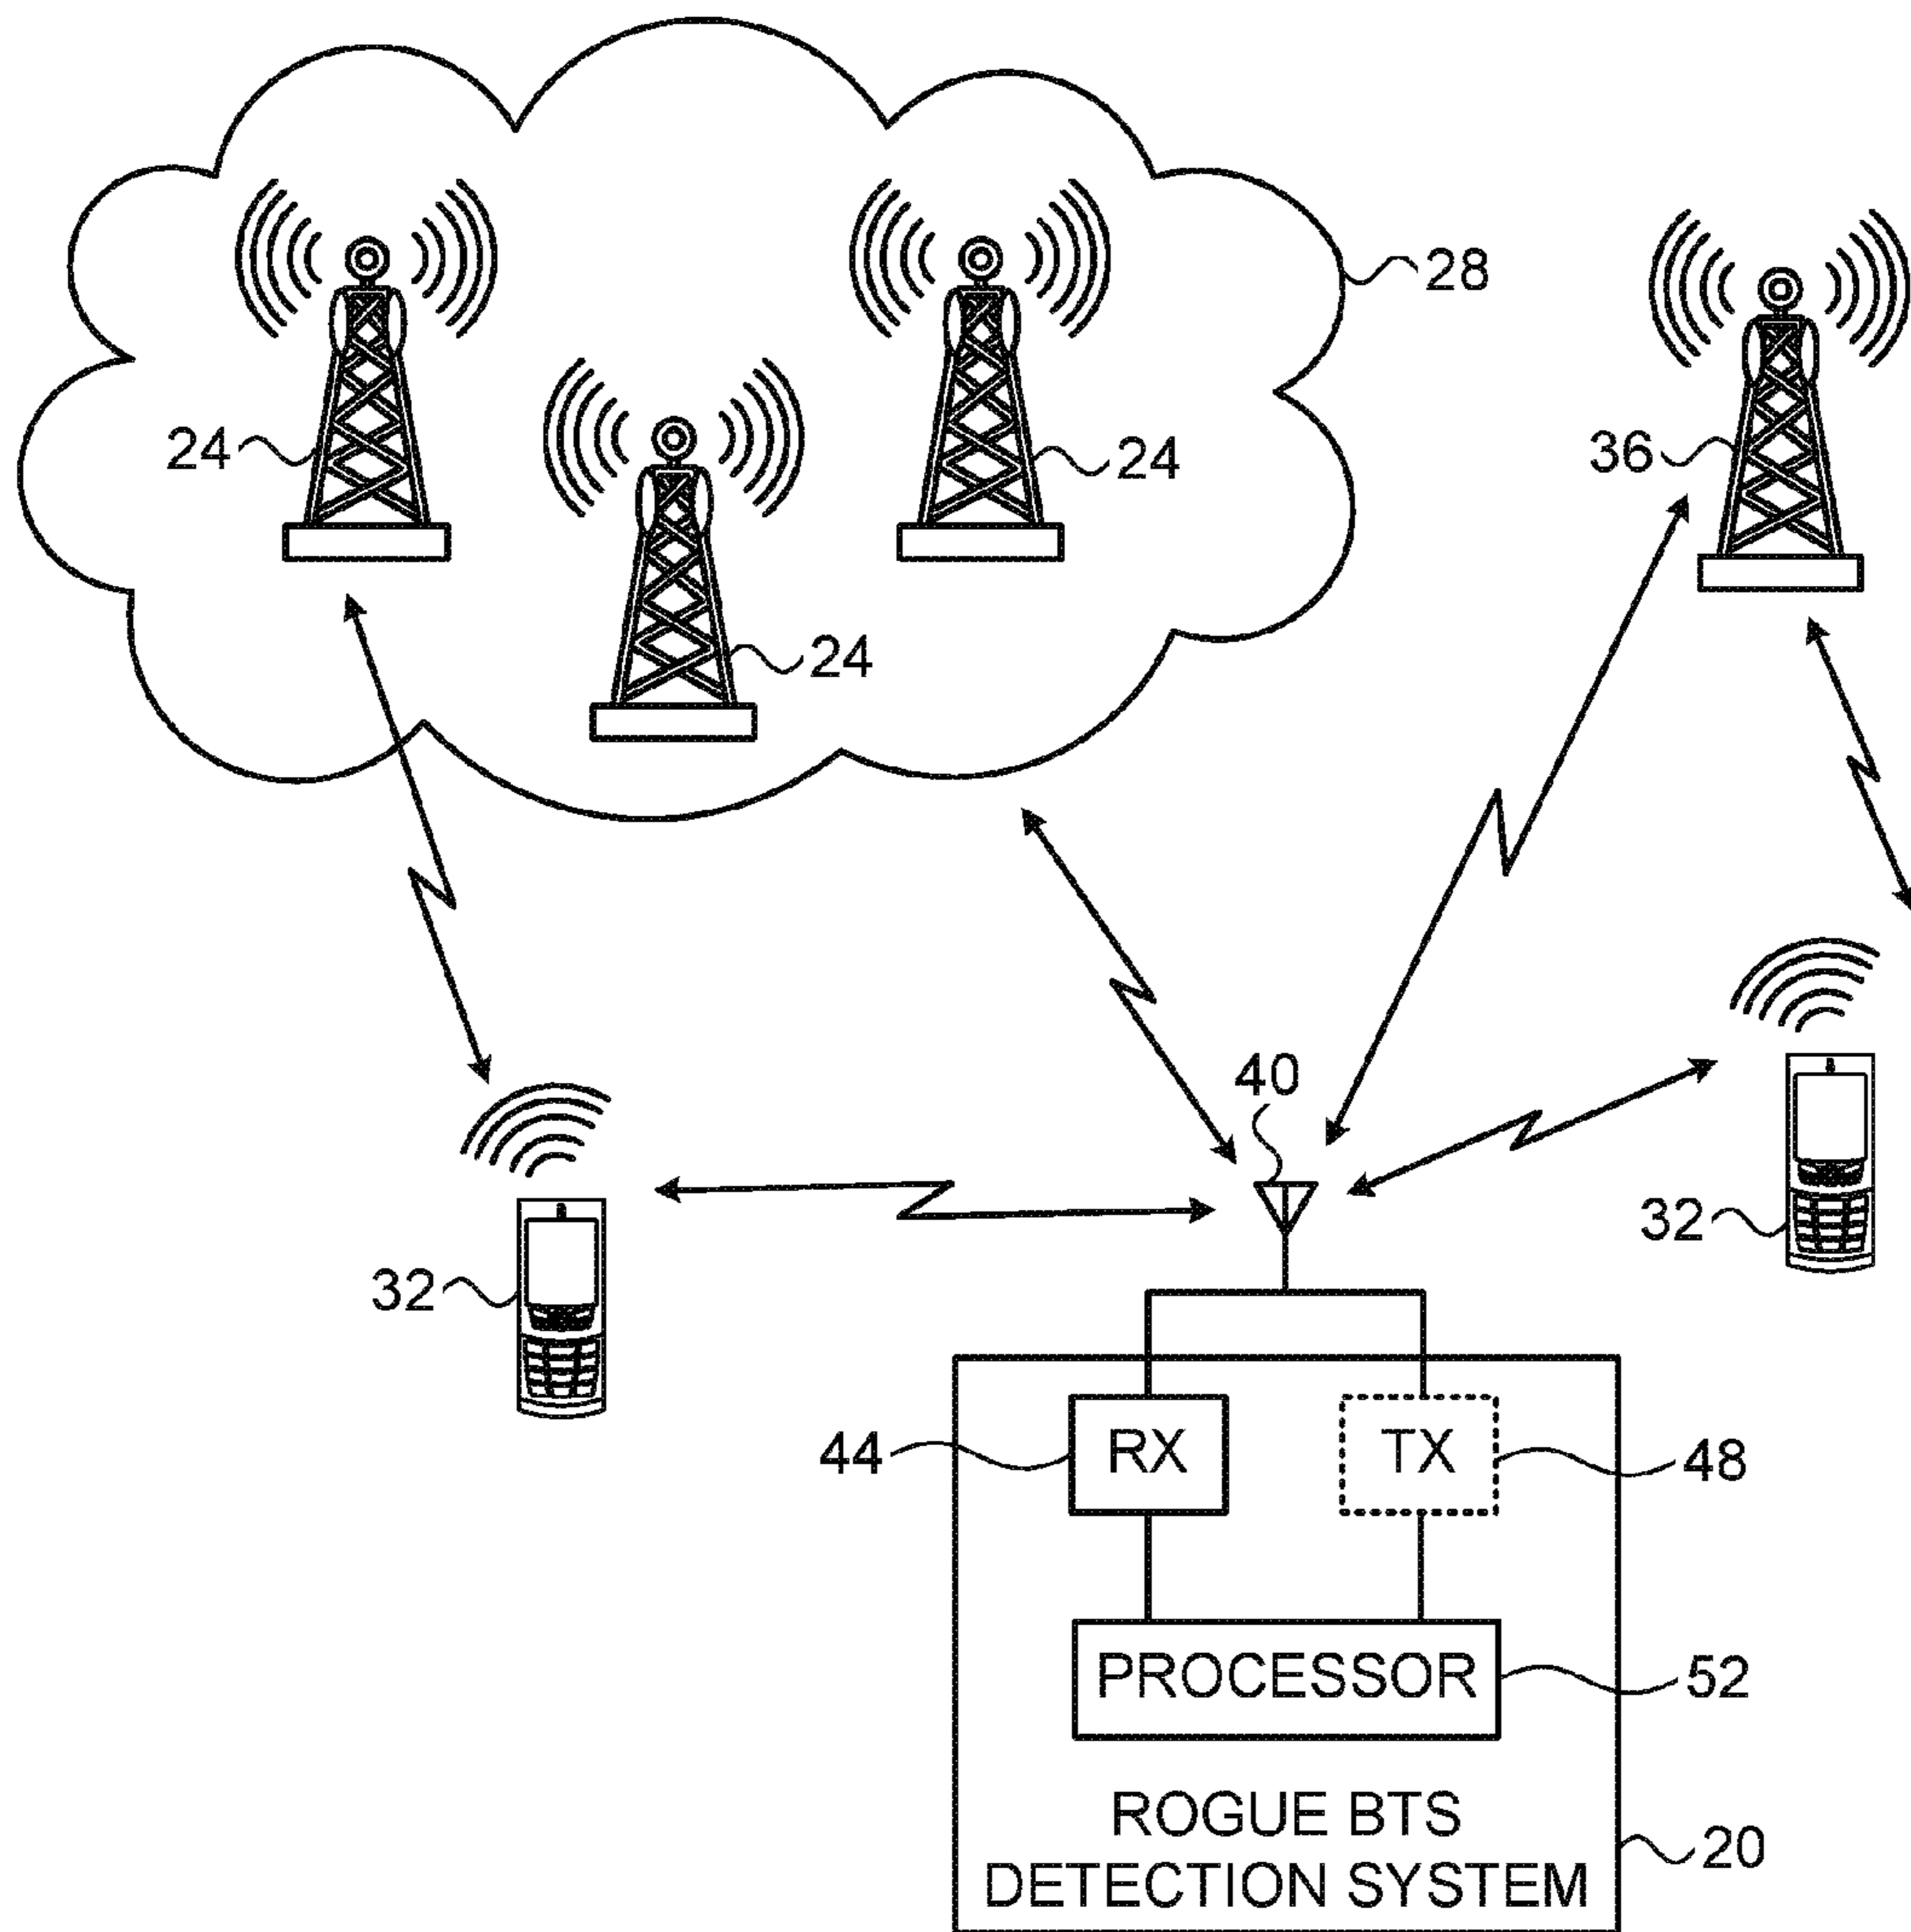 28
24
24
36
24
40
32
32
RX
TX
44
48
PROCESSOR
52
ROGUE BTS
DETECTION SYSTEM
20